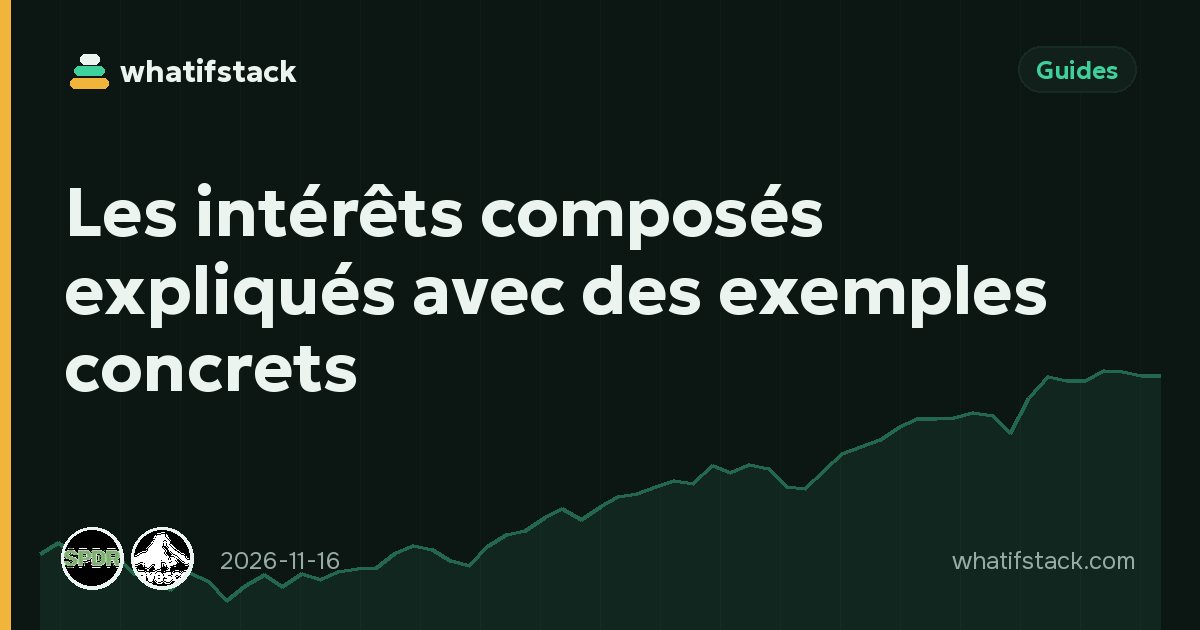 whatifstack
Guides
Les intérêts composés
expliqués avec des exemples
concrets
SPDR
2026-11-16
whatifstack.com